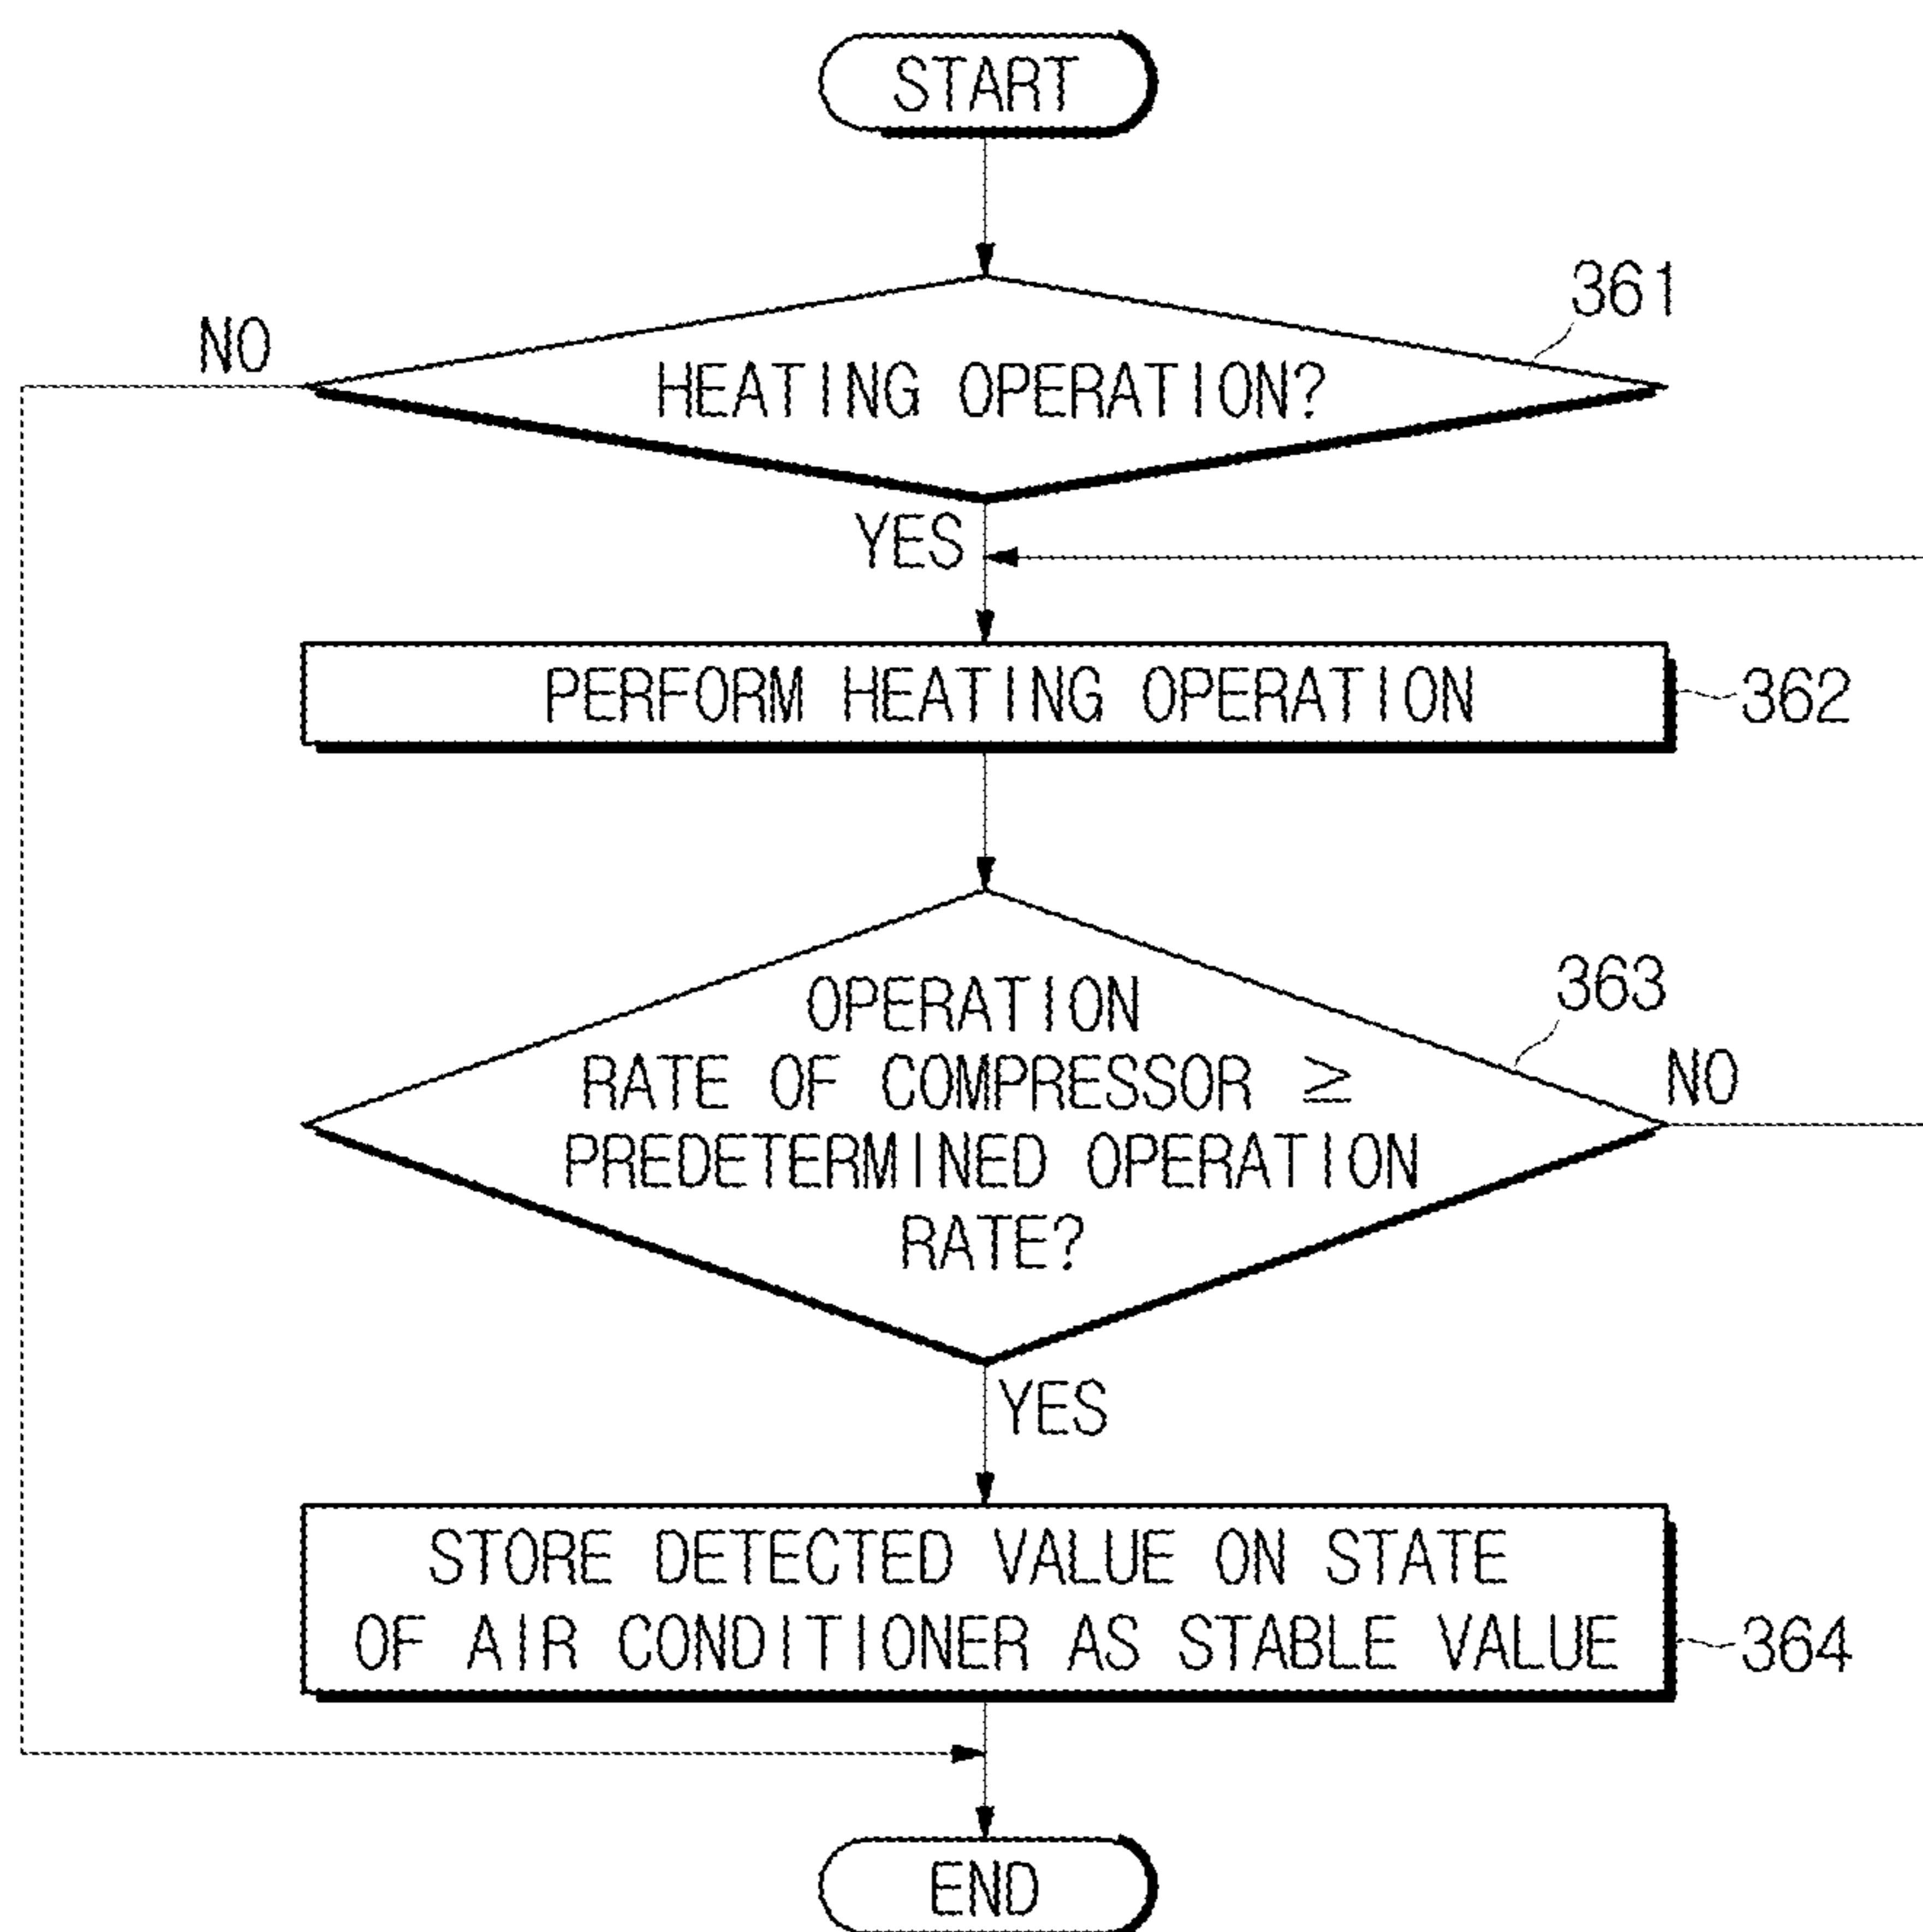 START
361
NO
HEATING OPERATION?
YES
PERFORM HEATING OPERATION
362
363
OPERATION
RATE OF COMPRESSOR ≥
NO
PREDETERMINED OPERATION
RATE?
YES
STORE DETECTED VALUE ON STATE
OF AIR CONDITIONER AS STABLE VALUE
364
END